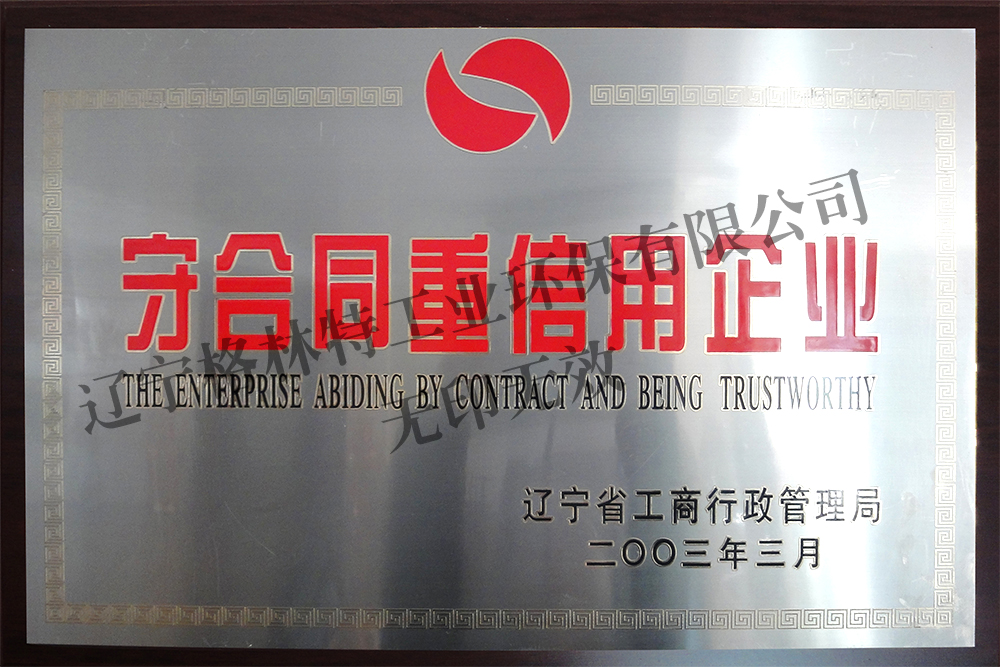 守合同重信用企业
THE ENTERPRISE ABIDING BY CONTRACT AND BEING TRUSTWORTHY
辽宁格林特工业环保有限公司
无印无效
辽宁省工商行政管理局
二〇〇三年三月